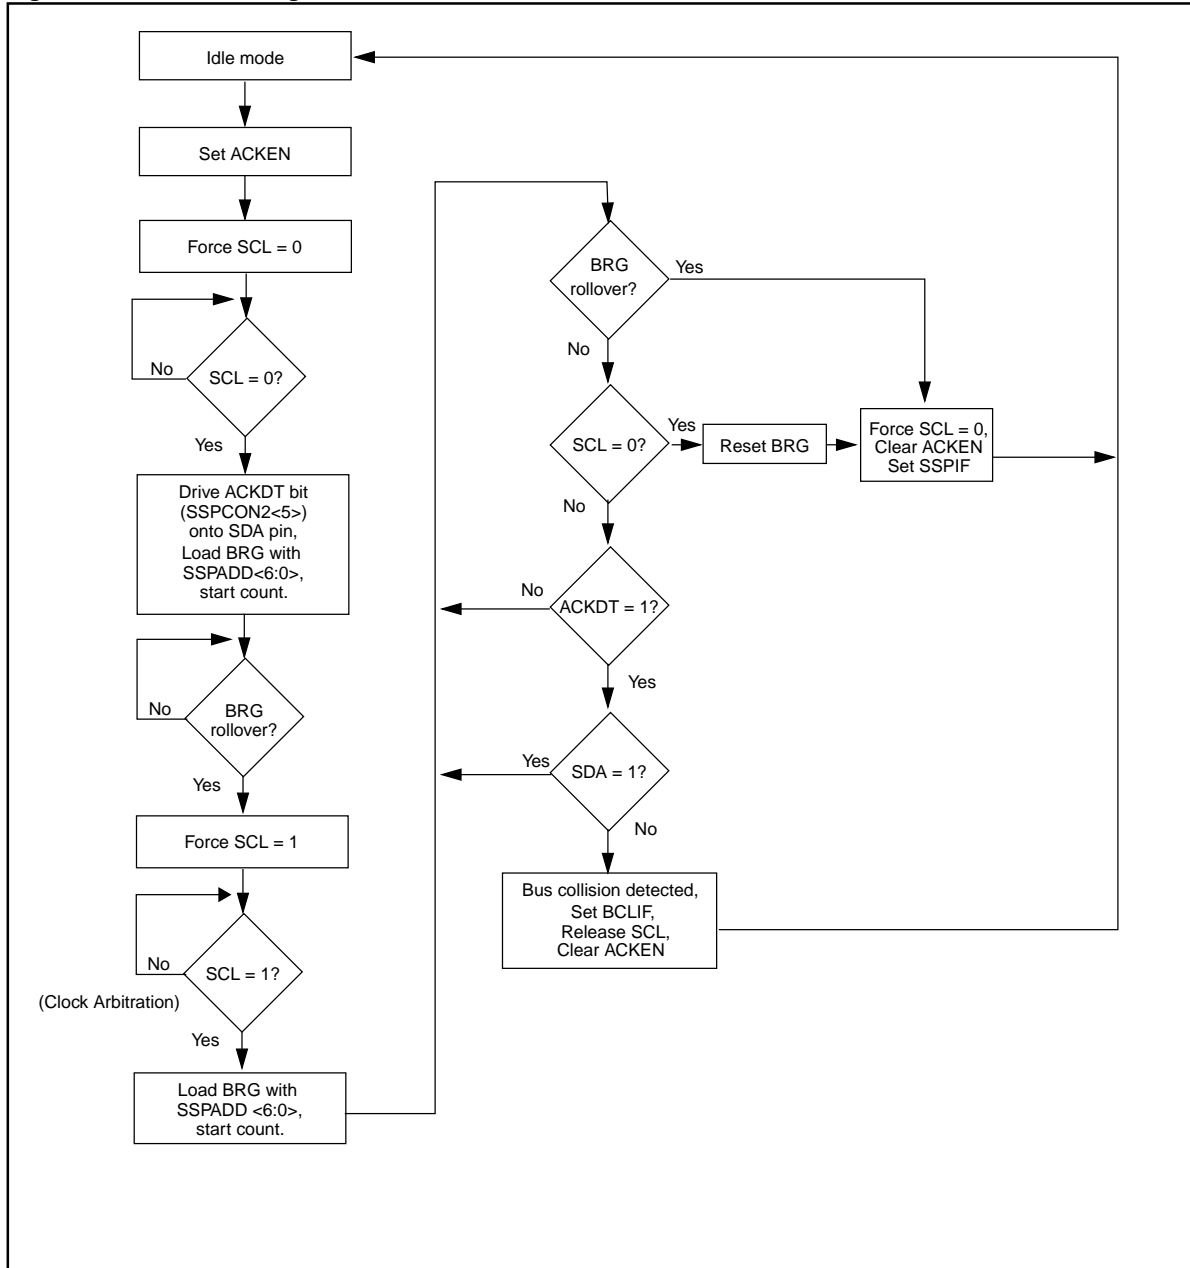 Idle mode
Set ACKEN
Force SCL = 0
No
SCL = 0?
Yes
Drive ACKDT bit
(SSPCON2<5>)
onto SDA pin,
Load BRG with
SSPADD<6:0>,
start count.
No
BRG
rollover?
Yes
Force SCL = 1
No
SCL = 1?
(Clock Arbitration)
Yes
Load BRG with
SSPADD <6:0>,
start count.
BRG
rollover?
Yes
No
SCL = 0?
Yes
Reset BRG
Force SCL = 0,
Clear ACKEN
Set SSPIF
No
ACKDT = 1?
No
Yes
SDA = 1?
Yes
No
Bus collision detected,
Set BCLIF,
Release SCL,
Clear ACKEN